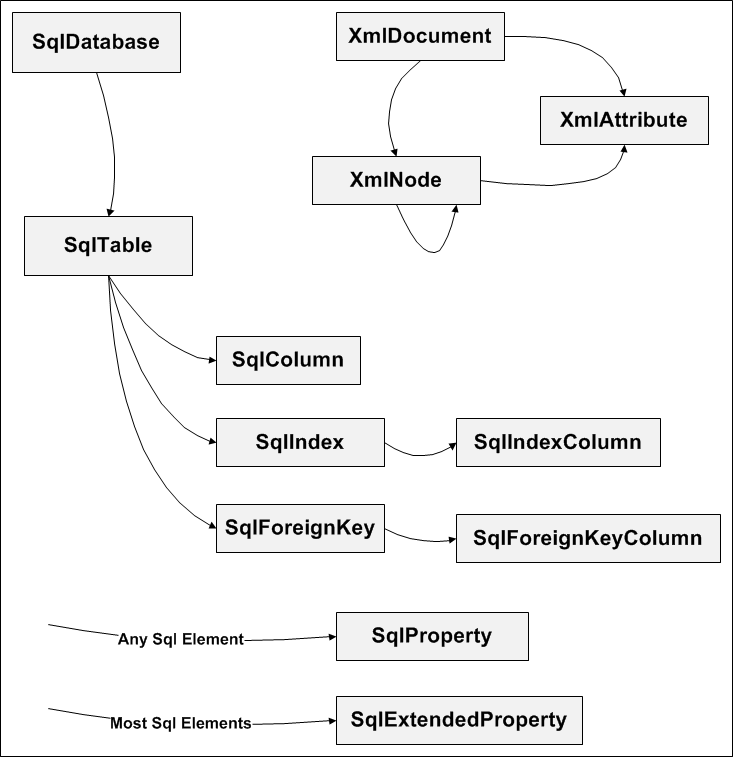 SqlDatabase
XmlDocument
XmlAttribute
XmlNode
SqlTable
SqlColumn
SqlIndex
SqlIndexColumn
SqlForeignKey
SqlForeignKeyColumn
Any Sql Element
SqlProperty
Most Sql Elements
SqlExtendedProperty